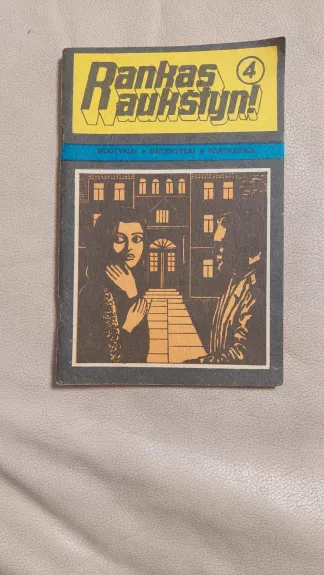 Rankas
aukštyn!
4
NUOTYKIAI ★ DETEKTYVAI ★ FANTASTIKA